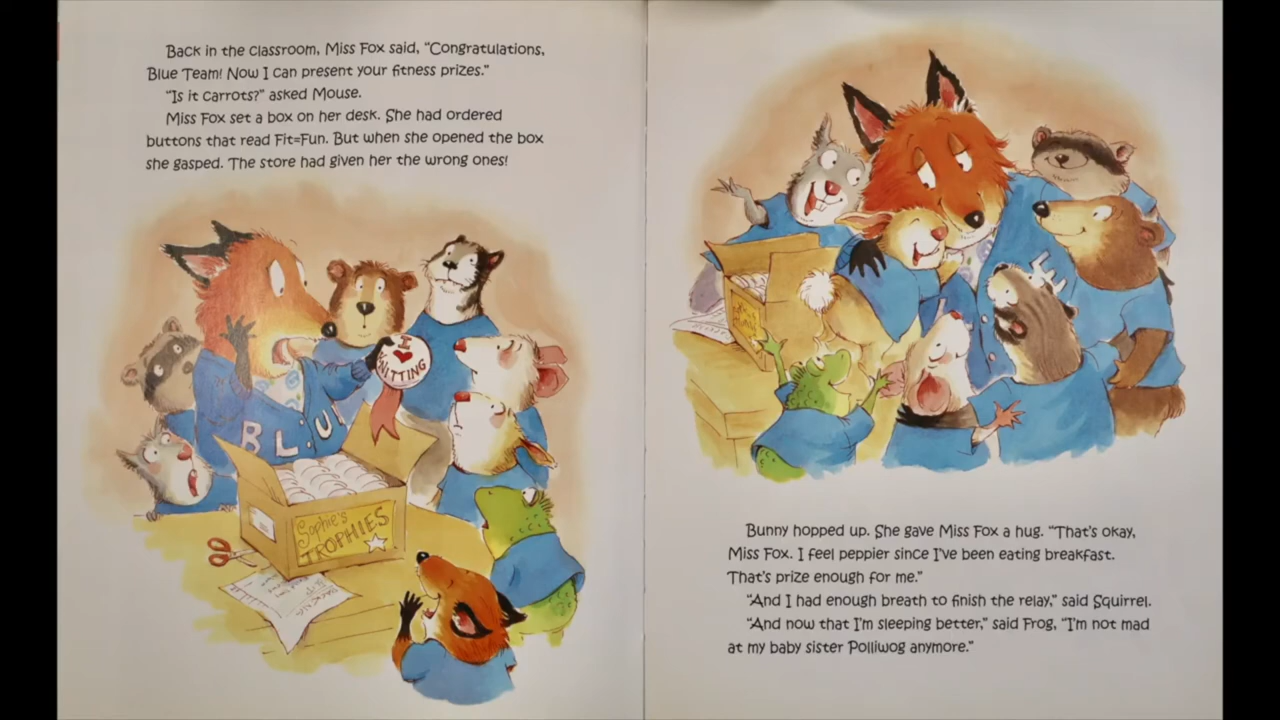 Back in the classroom, Miss Fox said, “Congratulations,
Blue Team! Now I can present your fitness prizes.”
“Is it carrots?” asked Mouse.
Miss Fox set a box on her desk. She had ordered
buttons that read Fit=Fun. But when she opened the box
she gasped. The store had given her the wrong ones!
I
KNITTING
BLU
Sophie's
TROPHIES
E
Bunny hopped up. She gave Miss Fox a hug. “That's okay,
Miss Fox. I feel peppier since I've been eating breakfast.
That's prize enough for me.”
“And I had enough breath to finish the relay,” said Squirrel.
“And now that I'm sleeping better,” said Frog, “I'm not mad
at my baby sister Polliwog anymore.”